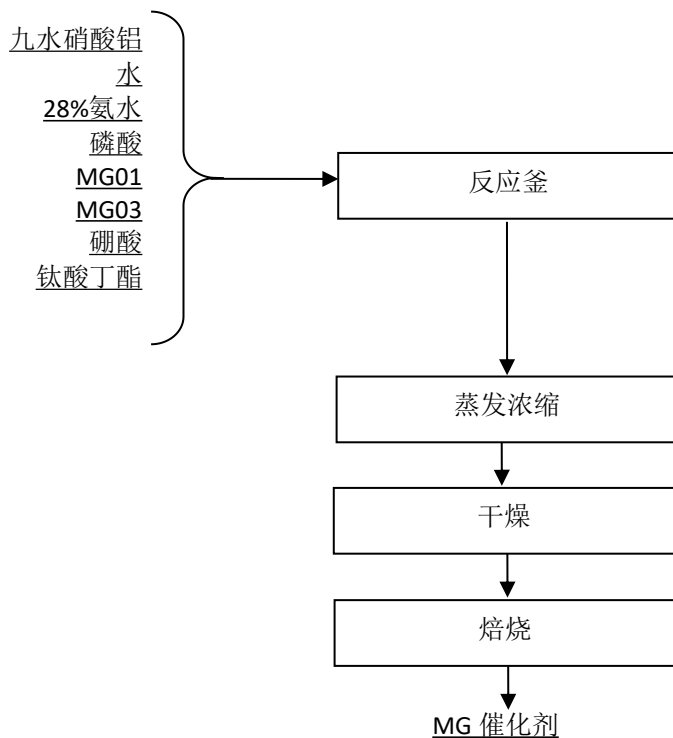 九水硝酸铝
水
28%氨水
磷酸
MG01
MG03
硼酸
钛酸丁酯
反应釜
蒸发浓缩
干燥
焙烧
MG 催化剂